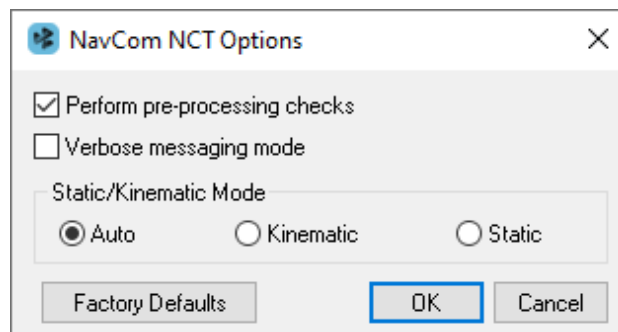 NavCom NCT Options
Perform pre-processing checks
Verbose messaging mode
Static/Kinematic Mode
Auto Kinematic Static
Factory Defaults OK Cancel